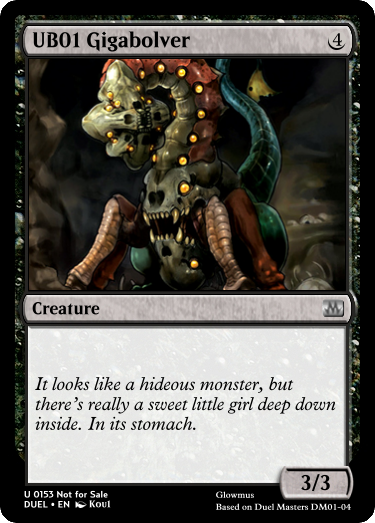 UB01 Gigabolver 4
Creature
It looks like a hideous monster, but
there's really a sweet little girl deep down
inside. In its stomach.
3/3
U 0153 Not for Sale
DUEL • EN Koul
Glowmus
Based on Duel Masters DM01-04